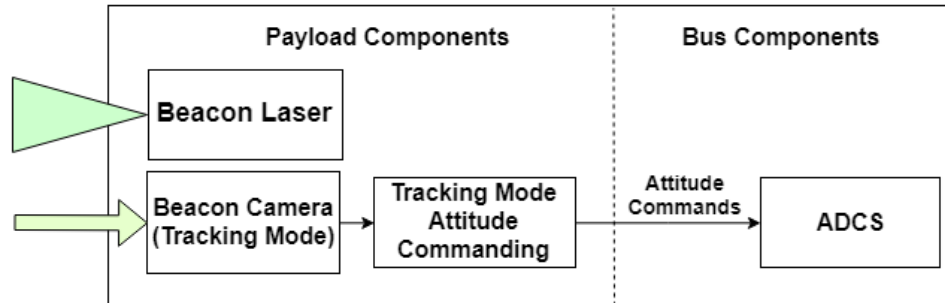 Payload Components
Bus Components
Beacon Laser
Beacon Camera
(Tracking Mode)
Tracking Mode
Attitude
Commanding
Attitude
Commands
ADCS